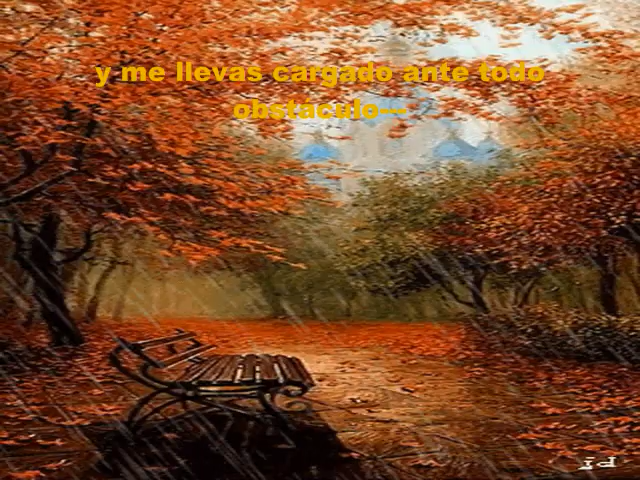 y me llevas cargado ante todo
obstáculo---